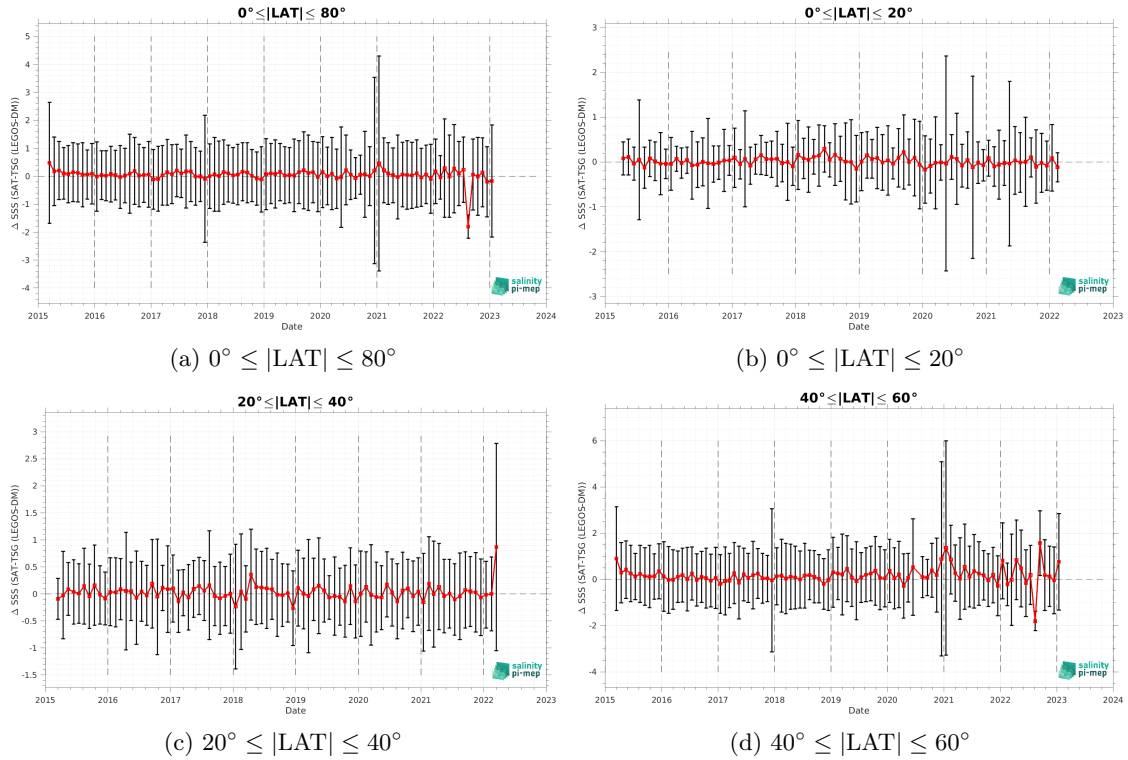 0°≤|LAT|≤ 80°
Δ SSS (SAT-TSG (LEGOS-DM))
5
4
3
2
1
0
-1
-2
-3
-4
2015 2016 2017 2018 2019 2020 2021 2022 2023 2024
Date
salinity
pi-mep
(a) 0° ≤ |LAT| ≤ 80°
0°≤|LAT|≤ 20°
Δ SSS (SAT-TSG (LEGOS-DM))
3
2
1
0
-1
-2
-3
2015 2016 2017 2018 2019 2020 2021 2022 2023
Date
salinity
pi-mep
(b) 0° ≤ |LAT| ≤ 20°
20°≤|LAT|≤ 40°
Δ SSS (SAT-TSG (LEGOS-DM))
3
2.5
2
1.5
1
0.5
0
-0.5
-1
-1.5
2015 2016 2017 2018 2019 2020 2021 2022 2023
Date
salinity
pi-mep
(c) 20° ≤ |LAT| ≤ 40°
40°≤|LAT|≤ 60°
Δ SSS (SAT-TSG (LEGOS-DM))
6
4
2
0
-2
-4
2015 2016 2017 2018 2019 2020 2021 2022 2023 2024
Date
salinity
pi-mep
(d) 40° ≤ |LAT| ≤ 60°